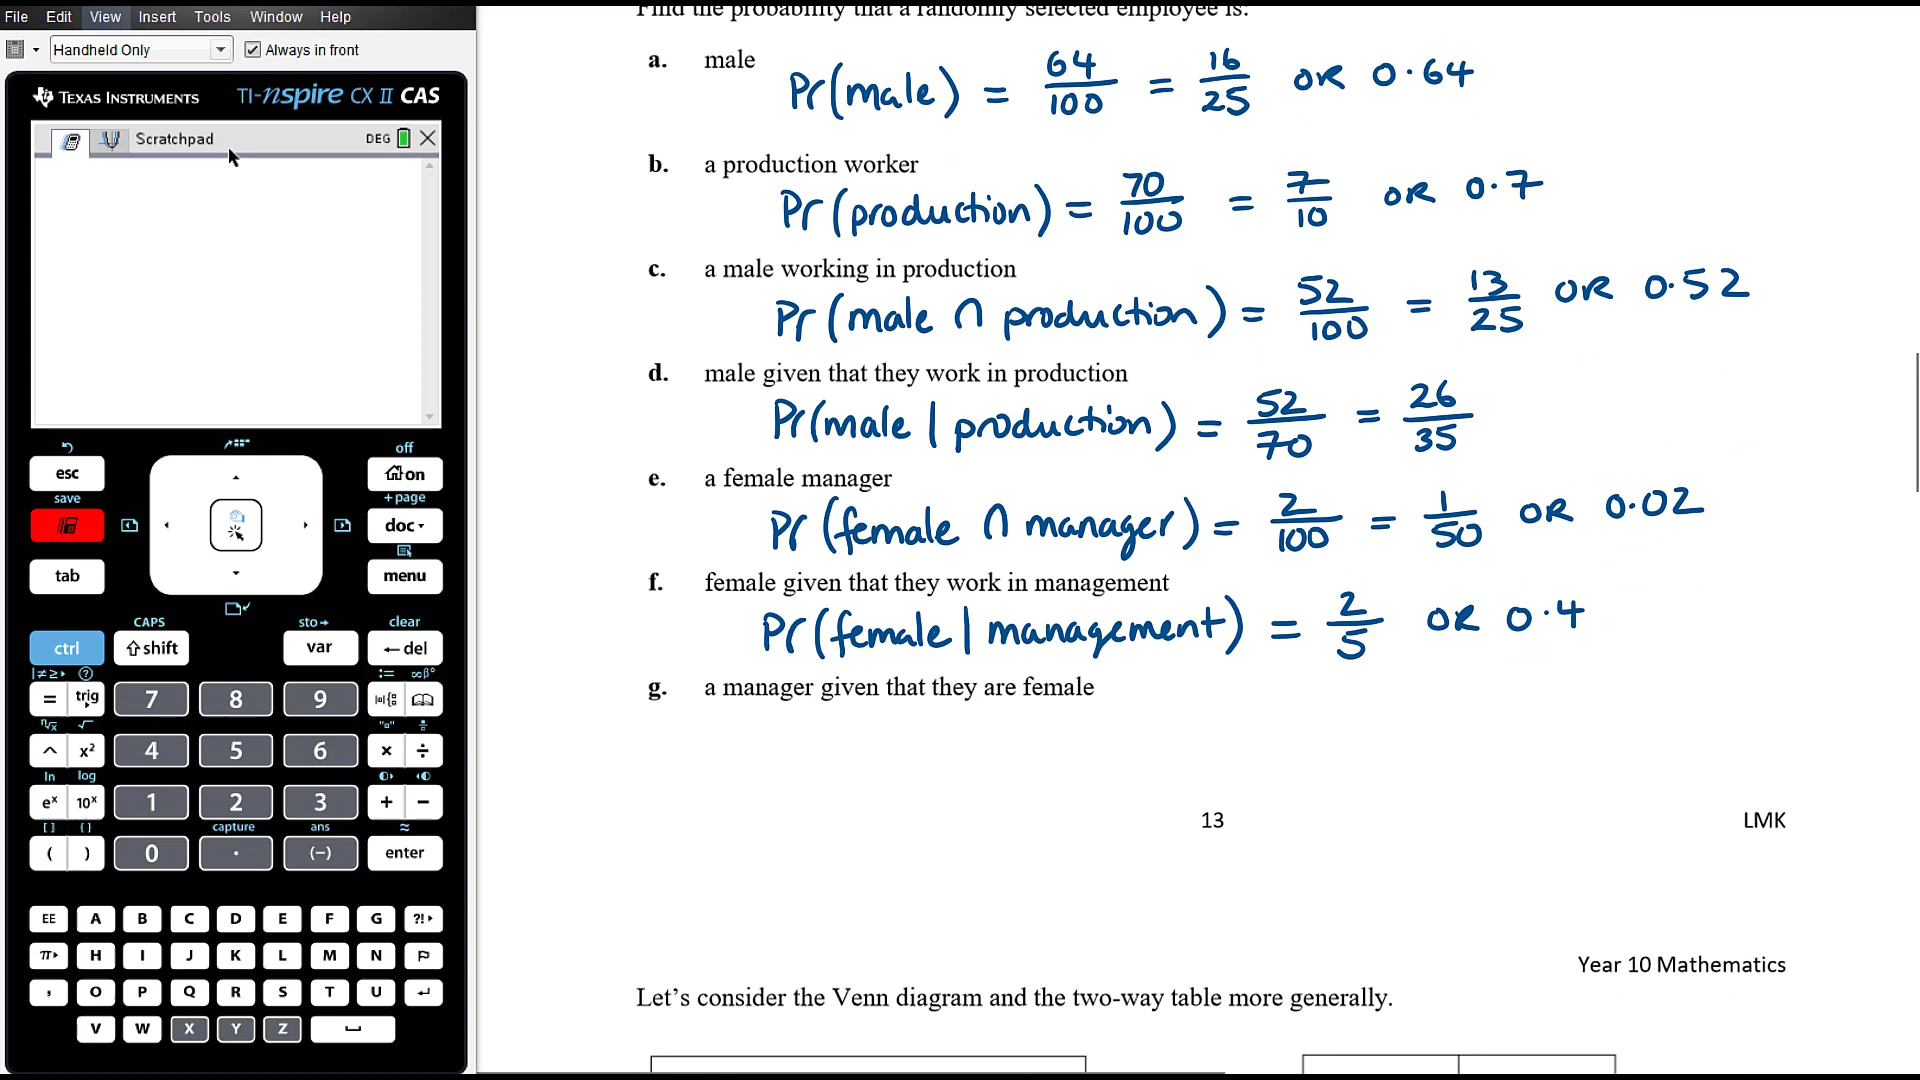 File Edit View Insert Tools Window Help
Handheld Only Always in front
TEXAS INSTRUMENTS TI-nspire CX II CAS
Scratchpad DEG
off
esc on
save + page
doc
tab menu
CAPS sto→ clear
ctrl ⇧shift var ←del
= trig 7 8 9
√
^ x² 4 5 6 × ÷
ln log
eˣ 10ˣ 1 2 3 + −
[ ] { } capture ans ≈
( ) 0 . (−) enter
EE A B C D E F G ?!
π H I J K L M N
, O P Q R S T U
V W X Y Z
Find the probability that a randomly selected employee is:
a. male
Pr(male) = 64/100 = 16/25 OR 0.64
b. a production worker
Pr(production) = 70/100 = 7/10 OR 0.7
c. a male working in production
Pr(male ∩ production) = 52/100 = 13/25 OR 0.52
d. male given that they work in production
Pr(male | production) = 52/70 = 26/35
e. a female manager
Pr(female ∩ manager) = 2/100 = 1/50 OR 0.02
f. female given that they work in management
Pr(female | management) = 2/5 OR 0.4
g. a manager given that they are female
13 LMK
Year 10 Mathematics
Let's consider the Venn diagram and the two-way table more generally.